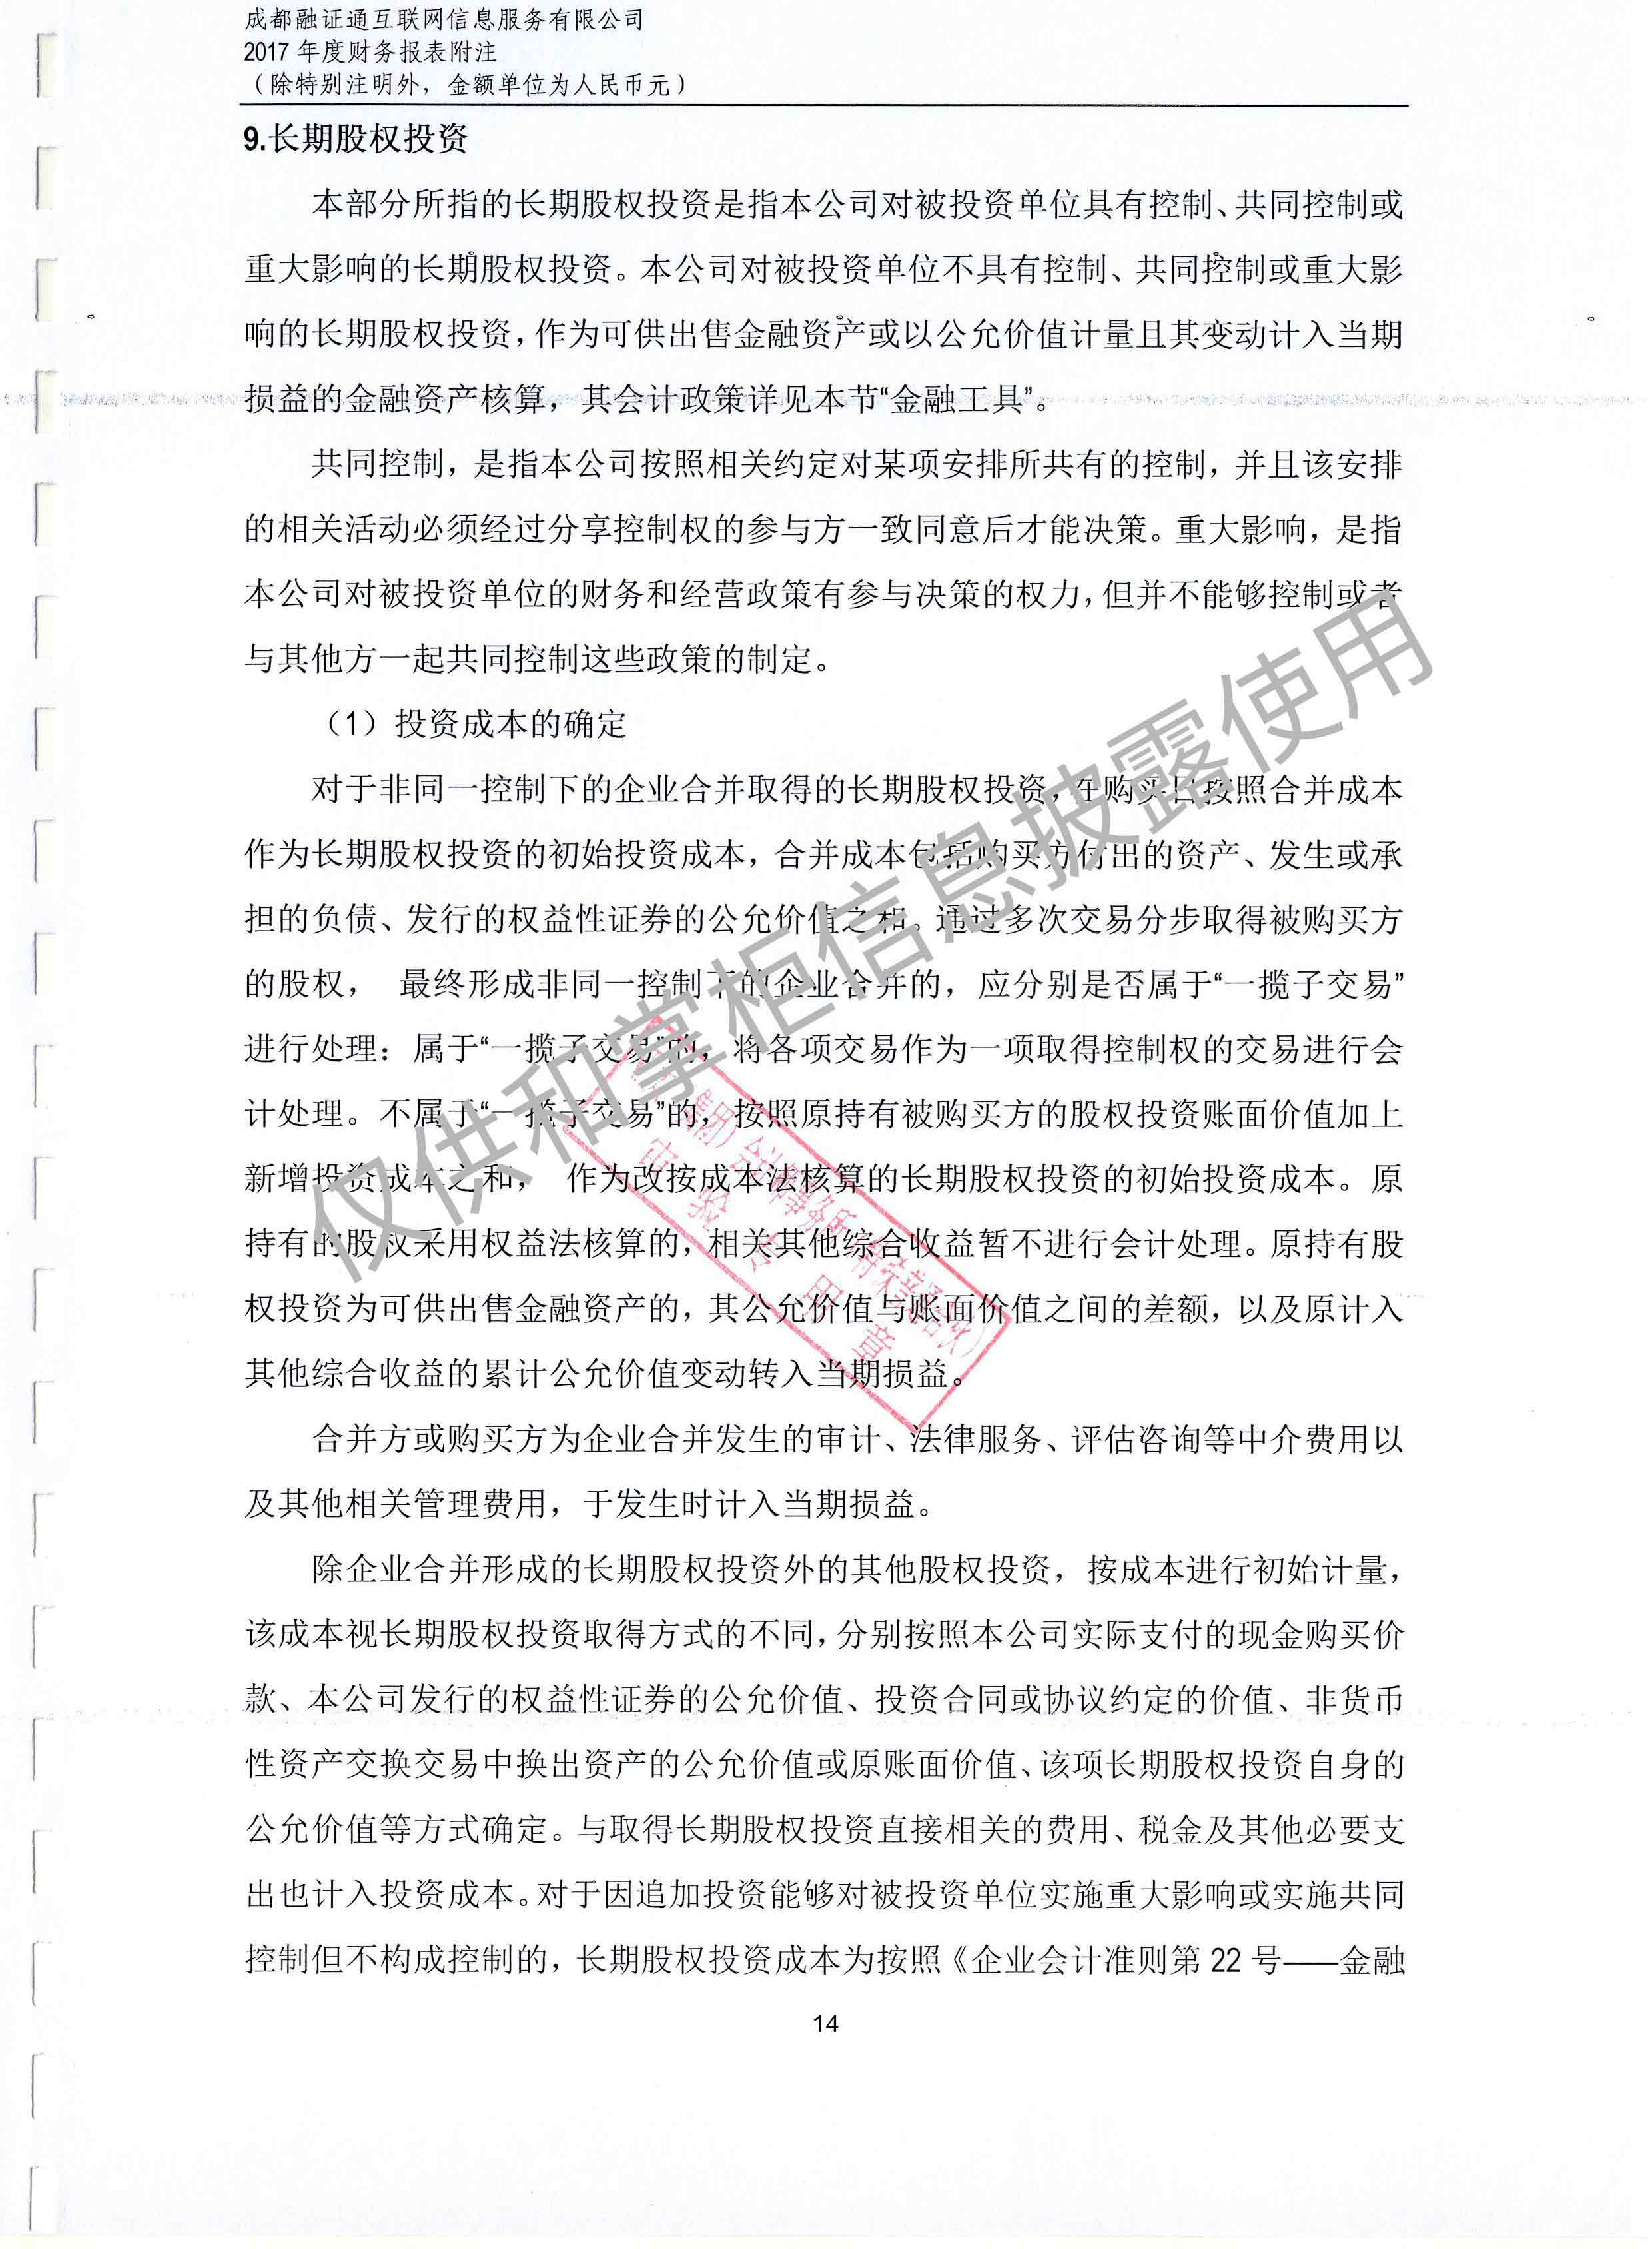 成都融证通互联网信息服务有限公司
2017 年度财务报表附注
（除特别注明外，金额单位为人民币元）
9.长期股权投资
本部分所指的长期股权投资是指本公司对被投资单位具有控制、共同控制或
重大影响的长期股权投资。本公司对被投资单位不具有控制、共同控制或重大影
响的长期股权投资，作为可供出售金融资产或以公允价值计量且其变动计入当期
损益的金融资产核算，其会计政策详见本节“金融工具”。
共同控制，是指本公司按照相关约定对某项安排所共有的控制，并且该安排
的相关活动必须经过分享控制权的参与方一致同意后才能决策。重大影响，是指
本公司对被投资单位的财务和经营政策有参与决策的权力，但并不能够控制或者
与其他方一起共同控制这些政策的制定。
（1）投资成本的确定
对于非同一控制下的企业合并取得的长期股权投资，在购买日按照合并成本
作为长期股权投资的初始投资成本，合并成本包括购买方付出的资产、发生或承
担的负债、发行的权益性证券的公允价值之和。通过多次交易分步取得被购买方
的股权， 最终形成非同一控制下的企业合并的，应分别是否属于“一揽子交易”
进行处理：属于“一揽子交易”的，将各项交易作为一项取得控制权的交易进行会
计处理。不属于“一揽子交易”的，按照原持有被购买方的股权投资账面价值加上
新增投资成本之和， 作为改按成本法核算的长期股权投资的初始投资成本。原
持有的股权采用权益法核算的，相关其他综合收益暂不进行会计处理。原持有股
权投资为可供出售金融资产的，其公允价值与账面价值之间的差额，以及原计入
其他综合收益的累计公允价值变动转入当期损益。
合并方或购买方为企业合并发生的审计、法律服务、评估咨询等中介费用以
及其他相关管理费用，于发生时计入当期损益。
除企业合并形成的长期股权投资外的其他股权投资，按成本进行初始计量，
该成本视长期股权投资取得方式的不同，分别按照本公司实际支付的现金购买价
款、本公司发行的权益性证券的公允价值、投资合同或协议约定的价值、非货币
性资产交换交易中换出资产的公允价值或原账面价值、该项长期股权投资自身的
公允价值等方式确定。与取得长期股权投资直接相关的费用、税金及其他必要支
出也计入投资成本。对于因追加投资能够对被投资单位实施重大影响或实施共同
控制但不构成控制的，长期股权投资成本为按照《企业会计准则第 22 号——金融
14
仅供和掌柜信息披露使用
集团）会计师事务所（特殊普通合伙）
审验专用章